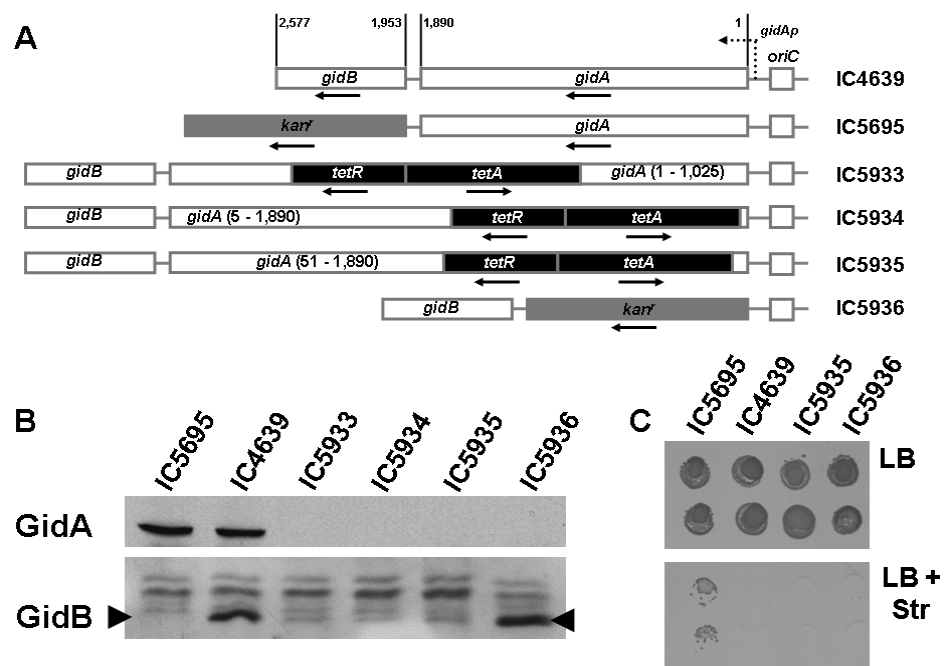 A
2,577 1,953 1,890 1 gidAp
oriC
gidB gidA IC4639
kanr gidA IC5695
gidB tetR tetA gidA (1 - 1,025) IC5933
gidB gidA (5 - 1,890) tetR tetA IC5934
gidB gidA (51 - 1,890) tetR tetA IC5935
gidB kanr IC5936
B
IC5695 IC4639 IC5933 IC5934 IC5935 IC5936
GidA
GidB
C
IC5695 IC4639 IC5935 IC5936
LB
LB +
Str